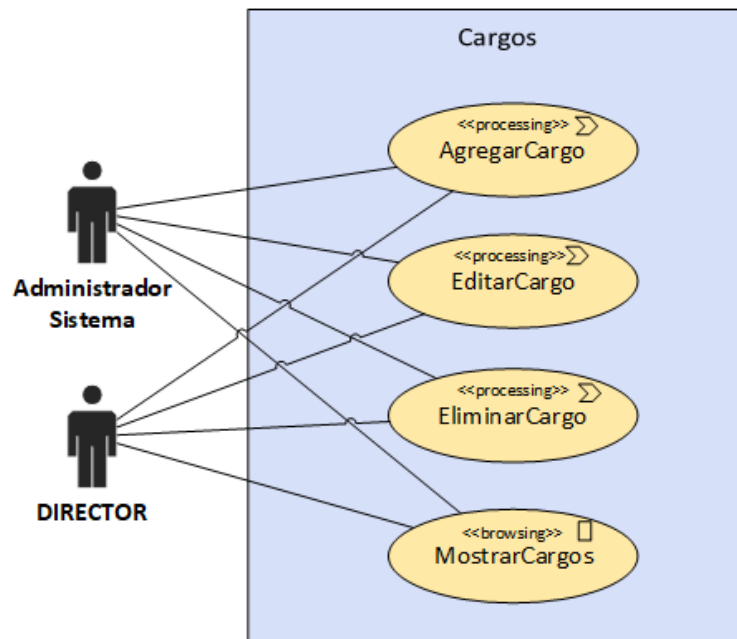 Cargos
<<processing>>
AgregarCargo
<<processing>>
EditarCargo
<<processing>>
EliminarCargo
<<browsing>>
MostrarCargos
Administrador
Sistema
DIRECTOR